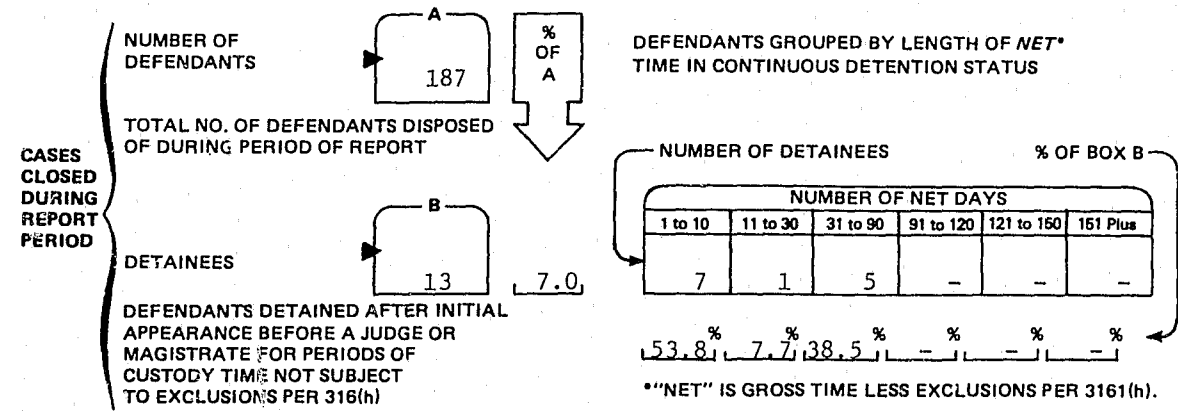 CASES
CLOSED
DURING
REPORT
PERIOD
NUMBER OF
DEFENDANTS
A
187
%
OF
A
TOTAL NO. OF DEFENDANTS DISPOSED
OF DURING PERIOD OF REPORT
B
DETAINEES
13
7.0
DEFENDANTS DETAINED AFTER INITIAL
APPEARANCE BEFORE A JUDGE OR
MAGISTRATE FOR PERIODS OF
CUSTODY TIME NOT SUBJECT
TO EXCLUSIONS PER 316(h)
DEFENDANTS GROUPED BY LENGTH OF NET*
TIME IN CONTINUOUS DETENTION STATUS
NUMBER OF DETAINEES % OF BOX B
NUMBER OF NET DAYS
1 to 10 11 to 30 31 to 90 91 to 120 121 to 150 151 Plus
7 1 5 – – –
53.8% 7.7% 38.5% –% –% –%
*"NET" IS GROSS TIME LESS EXCLUSIONS PER 3161(h).